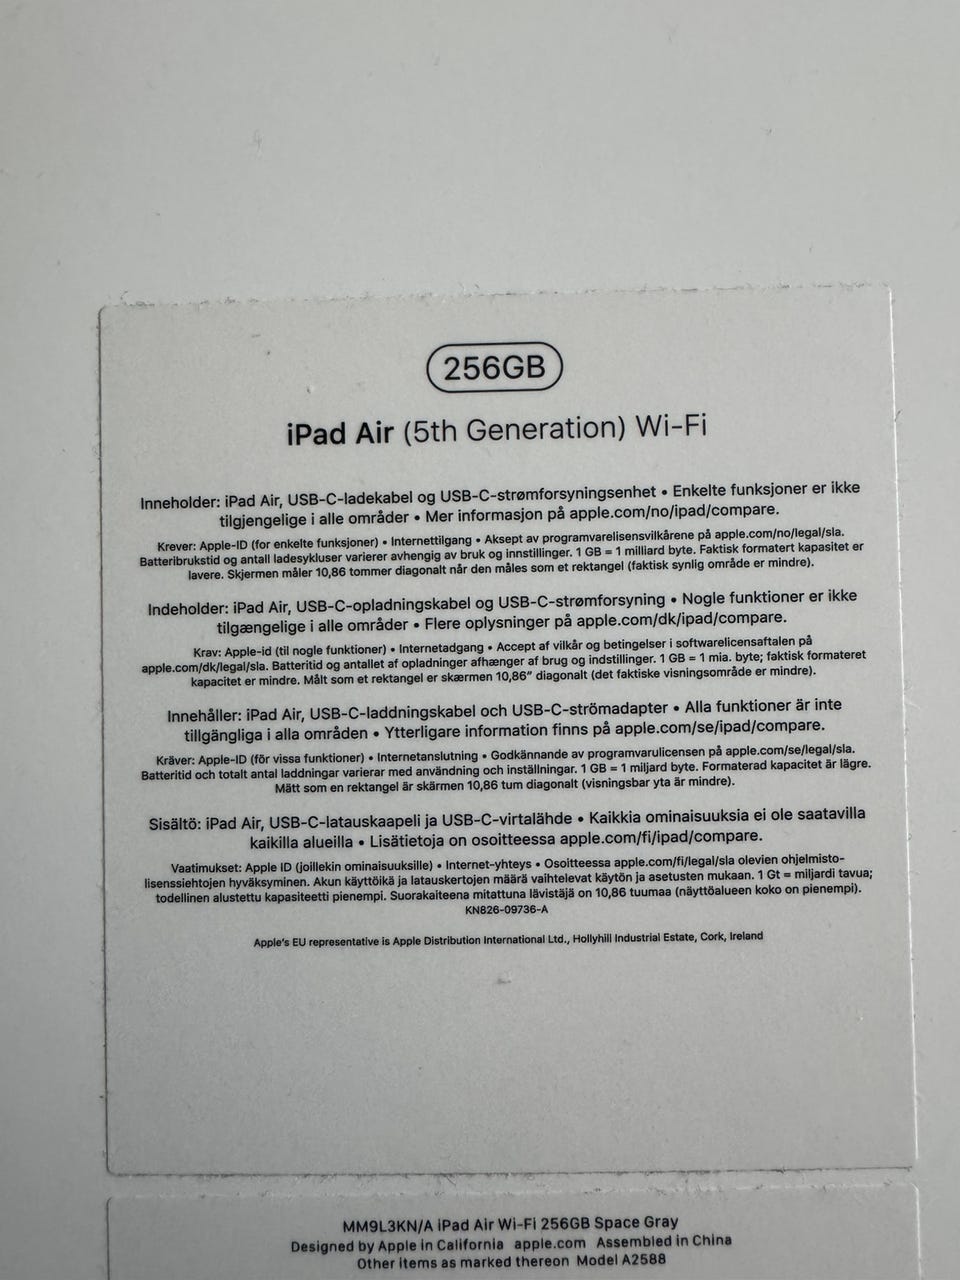 256GB
iPad Air (5th Generation) Wi-Fi
Inneholder: iPad Air, USB-C-ladekabel og USB-C-strømforsyningsenhet • Enkelte funksjoner er ikke
tilgjengelige i alle områder • Mer informasjon på apple.com/no/ipad/compare.
Krever: Apple-ID (for enkelte funksjoner) • Internettilgang • Aksept av programvarelisensvilkårene på apple.com/no/legal/sla.
Batteribrukstid og antall ladesykluser varierer avhengig av bruk og innstillinger. 1 GB = 1 milliard byte. Faktisk formatert kapasitet er
lavere. Skjermen måler 10,86 tommer diagonalt når den måles som et rektangel (faktisk synlig område er mindre).
Indeholder: iPad Air, USB-C-opladningskabel og USB-C-strømforsyning • Nogle funktioner er ikke
tilgængelige i alle områder • Flere oplysninger på apple.com/dk/ipad/compare.
Krav: Apple-id (til nogle funktioner) • Internetadgang • Accept af vilkår og betingelser i softwarelicensaftalen på
apple.com/dk/legal/sla. Batteritid og antallet af opladninger afhænger af brug og indstillinger. 1 GB = 1 mia. byte; faktisk formateret
kapacitet er mindre. Målt som et rektangel er skærmen 10,86" diagonalt (det faktiske visningsområde er mindre).
Innehåller: iPad Air, USB-C-laddningskabel och USB-C-strömadapter • Alla funktioner är inte
tillgängliga i alla områden • Ytterligare information finns på apple.com/se/ipad/compare.
Kräver: Apple-ID (för vissa funktioner) • Internetanslutning • Godkännande av programvarulicensen på apple.com/se/legal/sla.
Batteritid och totalt antal laddningar varierar med användning och inställningar. 1 GB = 1 miljard byte. Formaterad kapacitet är lägre.
Mätt som en rektangel är skärmen 10,86 tum diagonalt (visningsbar yta är mindre).
Sisältö: iPad Air, USB-C-latauskaapeli ja USB-C-virtalähde • Kaikkia ominaisuuksia ei ole saatavilla
kaikilla alueilla • Lisätietoja on osoitteessa apple.com/fi/ipad/compare.
Vaatimukset: Apple ID (joillekin ominaisuuksille) • Internet-yhteys • Osoitteessa apple.com/fi/legal/sla olevien ohjelmisto-
lisenssiehtojen hyväksyminen. Akun käyttöikä ja latauskertojen määrä vaihtelevat käytön ja asetusten mukaan. 1 Gt = miljardi tavua;
todellinen alustettu kapasiteetti pienempi. Suorakaiteena mitattuna lävistäjä on 10,86 tuumaa (näyttöalueen koko on pienempi).
KN826-09736-A
Apple's EU representative is Apple Distribution International Ltd., Hollyhill Industrial Estate, Cork, Ireland
MM9L3KN/A iPad Air Wi-Fi 256GB Space Gray
Designed by Apple in California apple.com Assembled in China
Other items as marked thereon Model A2588